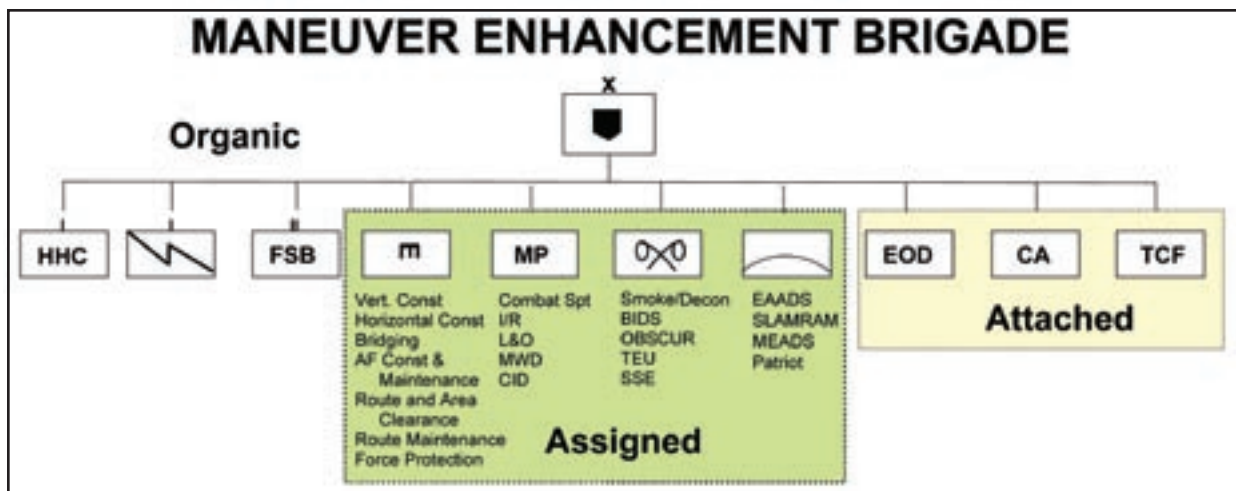 MANEUVER ENHANCEMENT BRIGADE
X
Organic
I
I
II
HHC
FSB
E
MP
EOD
CA
TCF
Vert. Const
Horizontal Const
Bridging
AF Const &
Maintenance
Route and Area
Clearance
Route Maintenance
Force Protection
Combat Spt
I/R
L&O
MWD
CID
Smoke/Decon
BIDS
OBSCUR
TEU
SSE
EAADS
SLAMRAM
MEADS
Patriot
Assigned
Attached